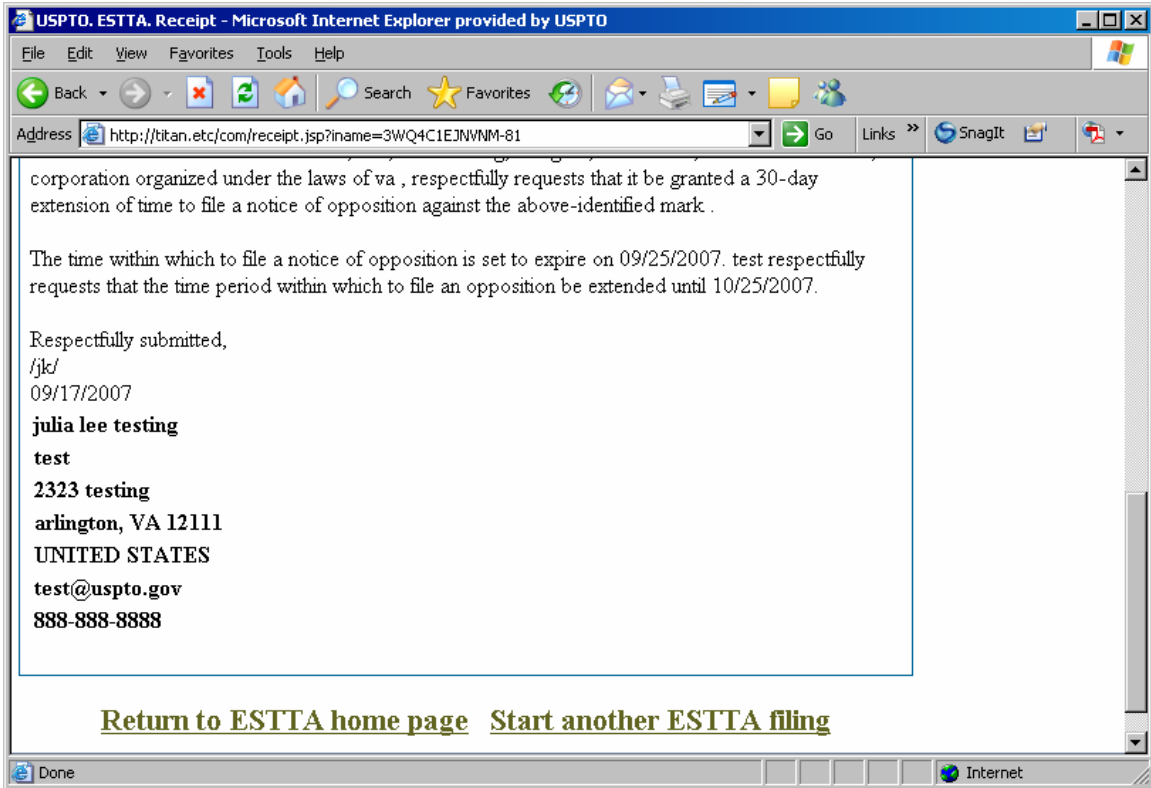 USPTO. ESTTA. Receipt - Microsoft Internet Explorer provided by USPTO
File Edit View Favorites Tools Help
Back Search Favorites
Address http://titan.etc/com/receipt.jsp?iname=3WQ4C1EJNVNM-81 Go Links » SnagIt
corporation organized under the laws of va , respectfully requests that it be granted a 30-day
extension of time to file a notice of opposition against the above-identified mark .
The time within which to file a notice of opposition is set to expire on 09/25/2007. test respectfully
requests that the time period within which to file an opposition be extended until 10/25/2007.
Respectfully submitted,
/jk/
09/17/2007
julia lee testing
test
2323 testing
arlington, VA 12111
UNITED STATES
test@uspto.gov
888-888-8888
Return to ESTTA home page Start another ESTTA filing
Done Internet